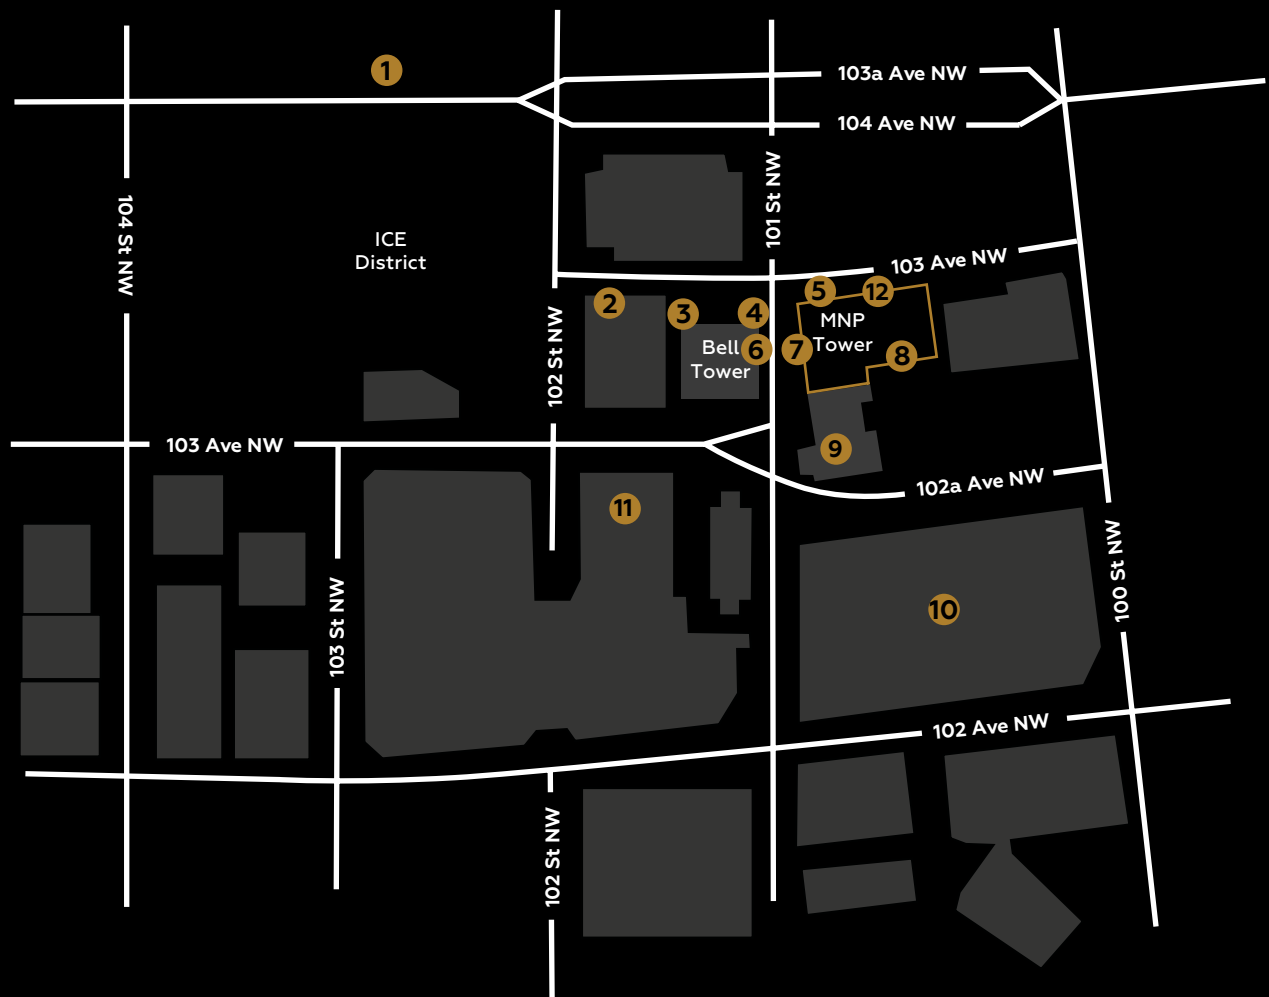 1
103a Ave NW
104 Ave NW
104 St NW
101 St NW
ICE
District
103 Ave NW
2
3
4
5
12
MNP
Tower
102 St NW
Bell
Tower
6
7
8
103 Ave NW
9
102a Ave NW
11
100 St NW
103 St NW
10
102 Ave NW
102 St NW